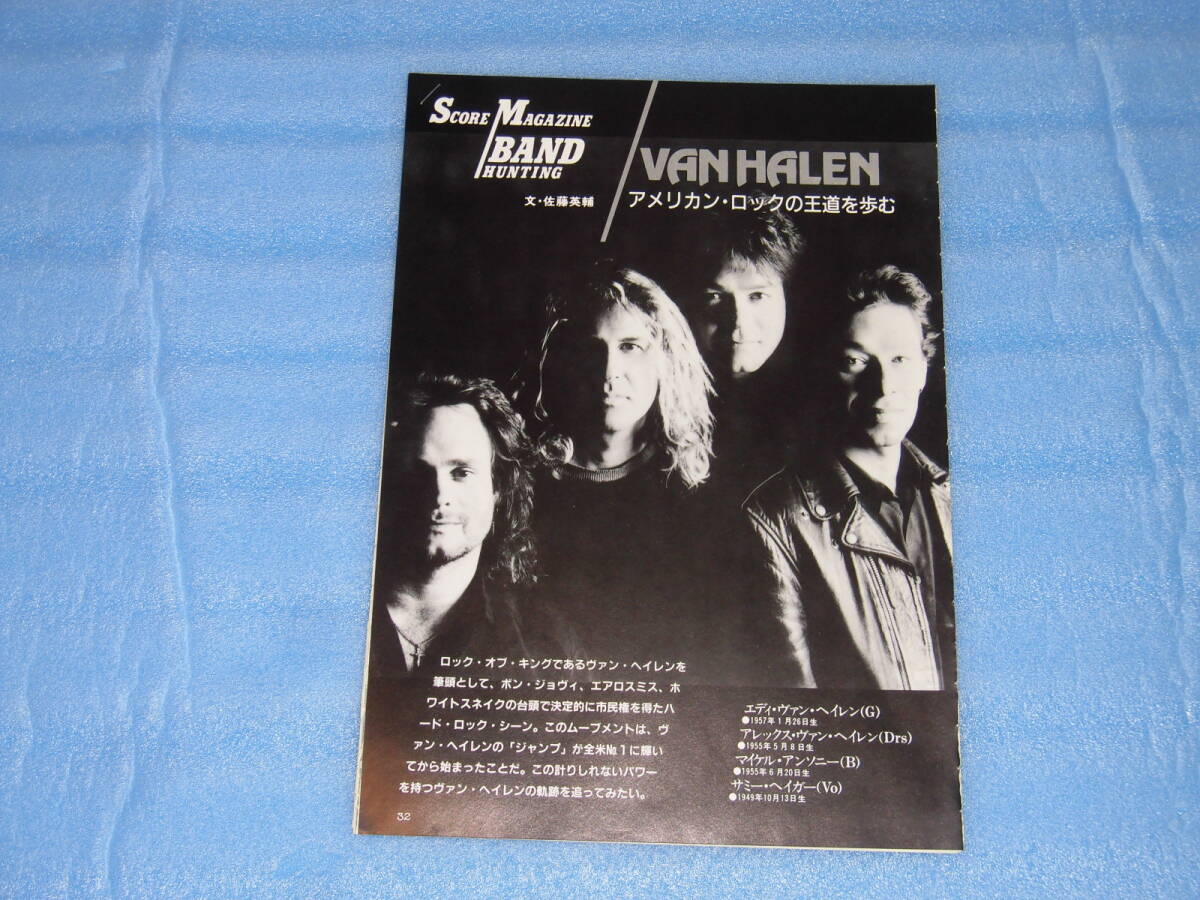 SCORE MAGAZINE
BAND
HUNTING
文・佐藤英輔
VAN HALEN
アメリカン・ロックの王道を歩む
ロック・オブ・キングであるヴァン・ヘイレンを
筆頭として、ボン・ジョヴィ、エアロスミス、ホ
ワイトスネイクの台頭で決定的に市民権を得たハ
ード・ロック・シーン。このムーブメントは、ヴ
ァン・ヘイレンの「ジャンプ」が全米№1に輝い
てから始まったことだ。この計りしれないパワー
を持つヴァン・ヘイレンの軌跡を追ってみたい。
エディ・ヴァン・ヘイレン(G)
●1957年1月26日生
アレックス・ヴァン・ヘイレン(Drs)
●1955年5月8日生
マイケル・アンソニー(B)
●1955年6月20日生
サミー・ヘイガー(Vo)
●1949年10月13日生
32